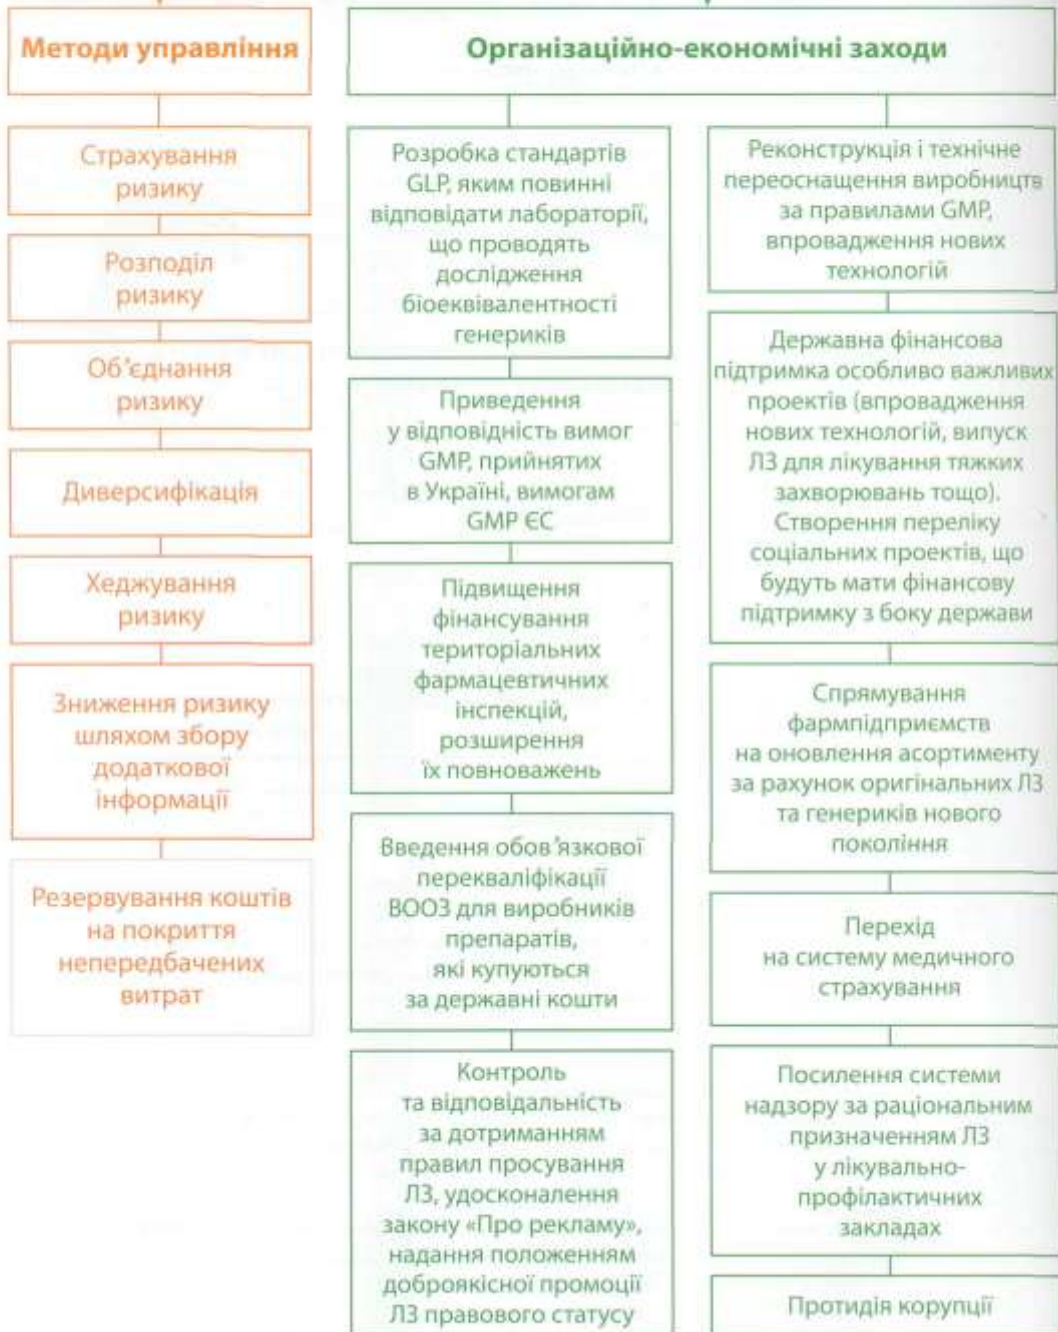 Методи управління
Страхування
ризику
Розподіл
ризику
Об'єднання
ризику
Диверсифікація
Хеджування
ризику
Зниження ризику
шляхом збору
додаткової
інформації
Резервування коштів
на покриття
непередбачених
витрат
Організаційно-економічні заходи
Розробка стандартів
GLP, яким повинні
відповідати лабораторії,
що проводять
дослідження
біоеквівалентності
генериків
Приведення
у відповідність вимог
GMP, прийнятих
в Україні, вимогам
GMP ЄС
Підвищення
фінансування
територіальних
фармацевтичних
інспекцій,
розширення
їх повноважень
Введення обов'язкової
перекваліфікації
ВООЗ для виробників
препаратів,
які купуються
за державні кошти
Контроль
та відповідальність
за дотриманням
правил просування
ЛЗ, удосконалення
закону «Про рекламу»,
надання положенням
доброякісної промоції
ЛЗ правового статусу
Реконструкція і технічне
переоснащення виробництв
за правилами GMP,
впровадження нових
технологій
Державна фінансова
підтримка особливо важливих
проектів (впровадження
нових технологій, випуск
ЛЗ для лікування тяжких
захворювань тощо).
Створення переліку
соціальних проектів, що
будуть мати фінансову
підтримку з боку держави
Спрямування
фармпідприємств
на оновлення асортименту
за рахунок оригінальних ЛЗ
та генериків нового
покоління
Перехід
на систему медичного
страхування
Посилення системи
надзору за раціональним
призначенням ЛЗ
у лікувально-
профілактичних
закладах
Протидія корупції